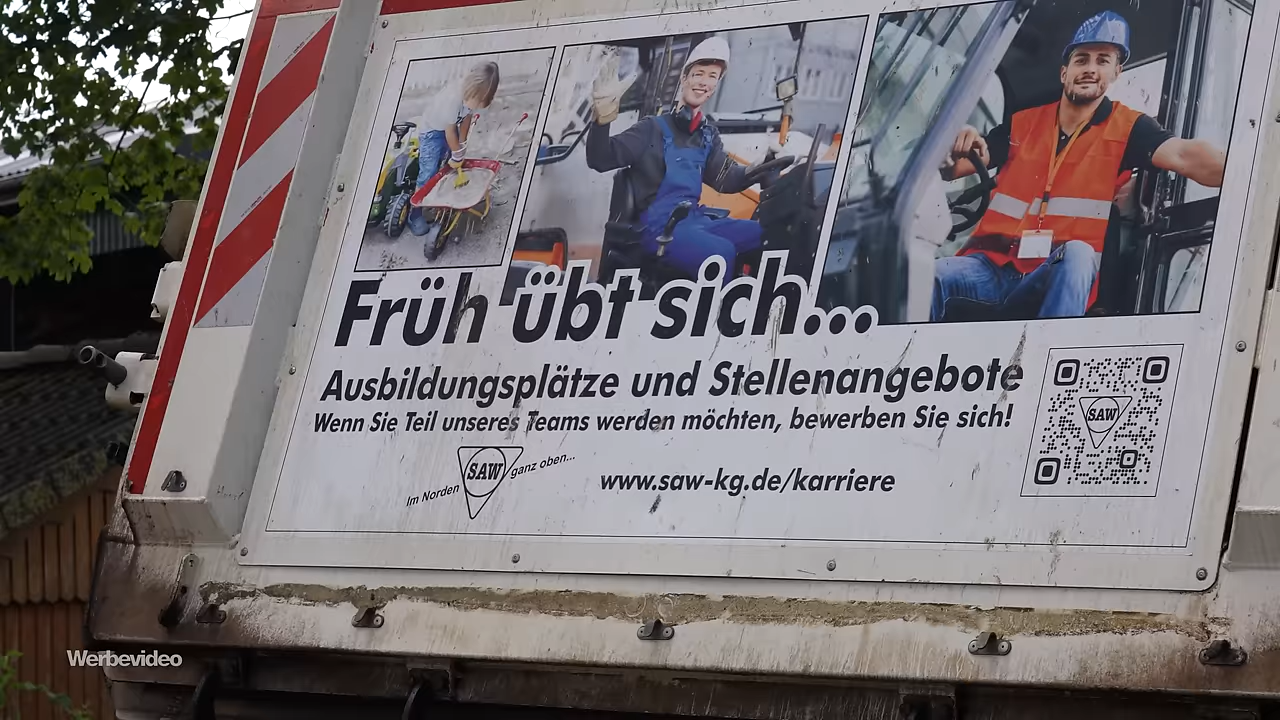 Früh übt sich...
Ausbildungsplätze und Stellenangebote
Wenn Sie Teil unseres Teams werden möchten, bewerben Sie sich!
Im Norden SAW ganz oben...
www.saw-kg.de/karriere
SAW
Werbevideo